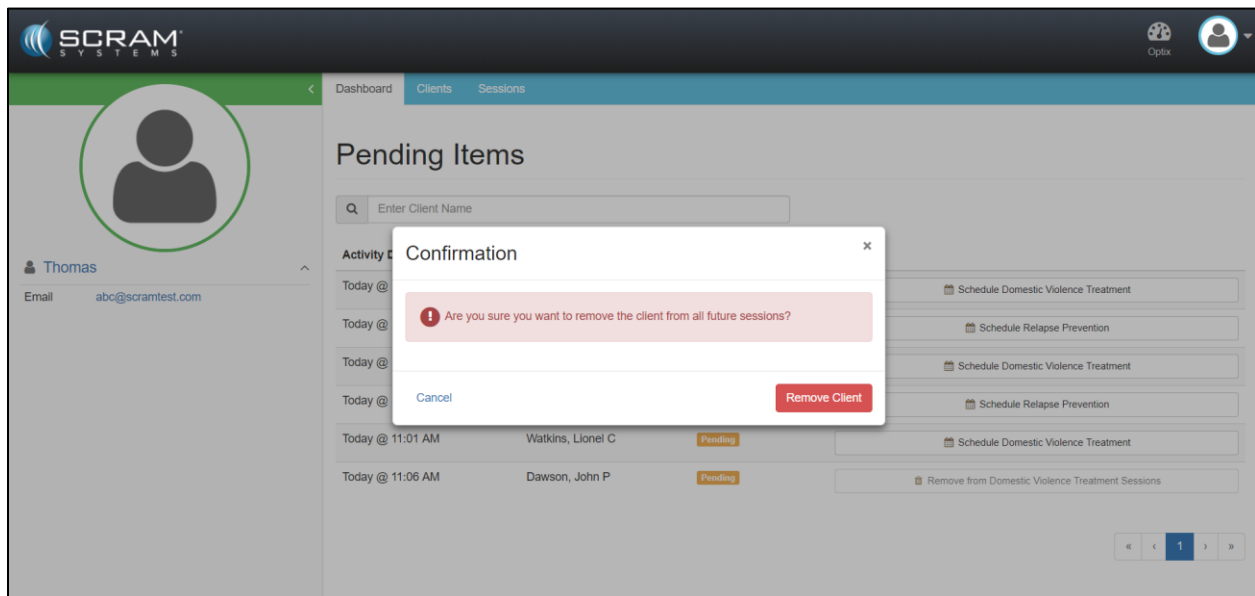 SCRAM
SYSTEMS
Optix
Dashboard Clients Sessions
Pending Items
Enter Client Name
Thomas
Email abc@scramtest.com
Activity
Confirmation ×
Are you sure you want to remove the client from all future sessions?
Cancel Remove Client
Today @ Schedule Domestic Violence Treatment
Today @ Schedule Relapse Prevention
Today @ Schedule Domestic Violence Treatment
Today @ Schedule Relapse Prevention
Today @ 11:01 AM Watkins, Lionel C Pending Schedule Domestic Violence Treatment
Today @ 11:06 AM Dawson, John P Pending Remove from Domestic Violence Treatment Sessions
« ‹ 1 › »